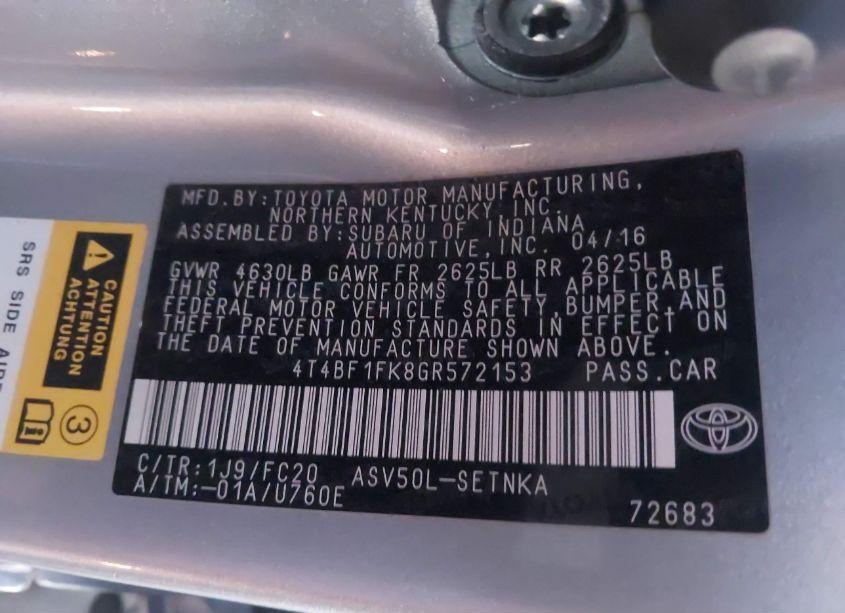 MFD.BY:TOYOTA MOTOR MANUFACTURING,
NORTHERN KENTUCKY INC.
ASSEMBLED BY:SUBARU OF INDIANA
AUTOMOTIVE,INC. 04/16
GVWR 4630LB GAWR FR 2625LB RR 2625LB
THIS VEHICLE CONFORMS TO ALL APPLICABLE
FEDERAL MOTOR VEHICLE SAFETY,BUMPER,AND
THEFT PREVENTION STANDARDS IN EFFECT ON
THE DATE OF MANUFACTURE SHOWN ABOVE.
4T4BF1FK8GR572153 PASS.CAR
C/TR:1J9/FC20 ASV50L-SETNKA
A/TM:-01A/U760E
72683
CAUTION
ATTENTION
ACHTUNG
SRS SIDE
3
i